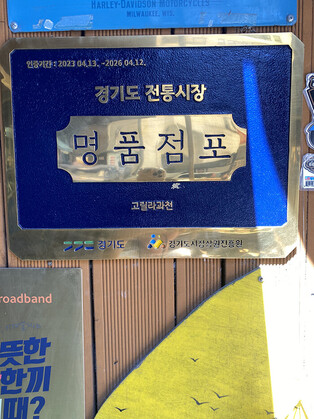 HARLEY-DAVIDSON MOTORCYCLES
MILWAUKEE, WIS.
인증기간 : 2023.04.13. ~2026.04.12.
경기도 전통시장
명품점포
고릴라과천
경기도
경기도시장상권진흥원
roadband
뜻한
한끼
때?